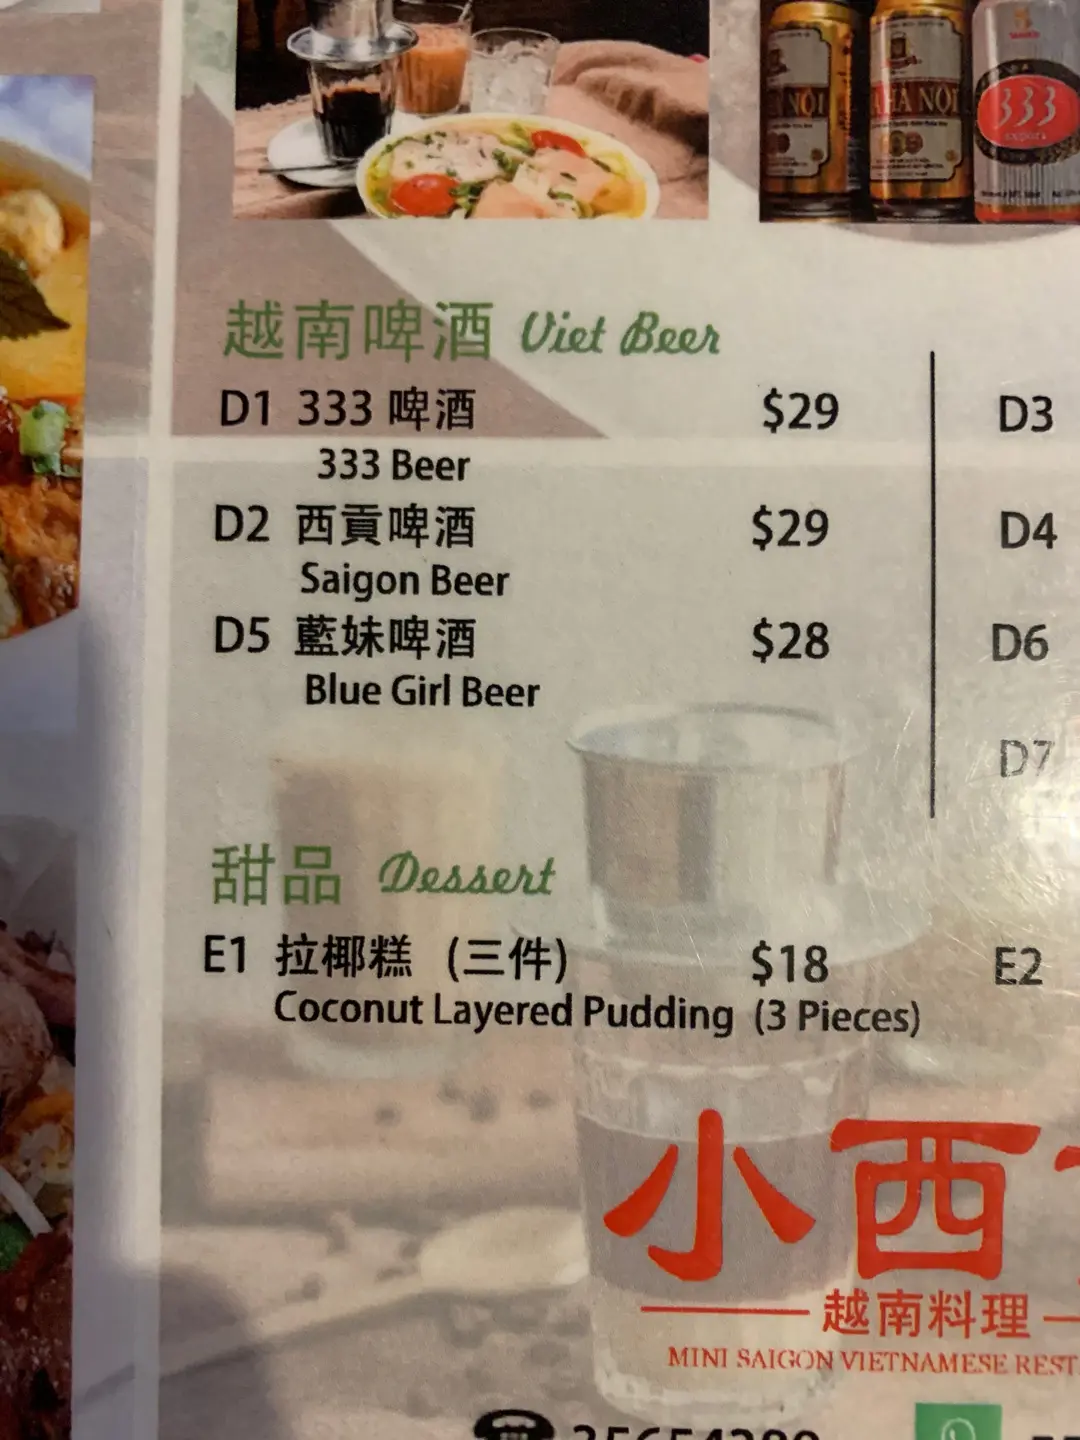 HÀ NỘI
333
export
越南啤酒 Viet Beer
D1 333 啤酒 $29
333 Beer
D2 西貢啤酒 $29
Saigon Beer
D5 藍妹啤酒 $28
Blue Girl Beer
D3
D4
D6
D7
甜品 Dessert
E1 拉椰糕 (三件) $18
Coconut Layered Pudding (3 Pieces)
E2
小西
越南料理
MINI SAIGON VIETNAMESE REST